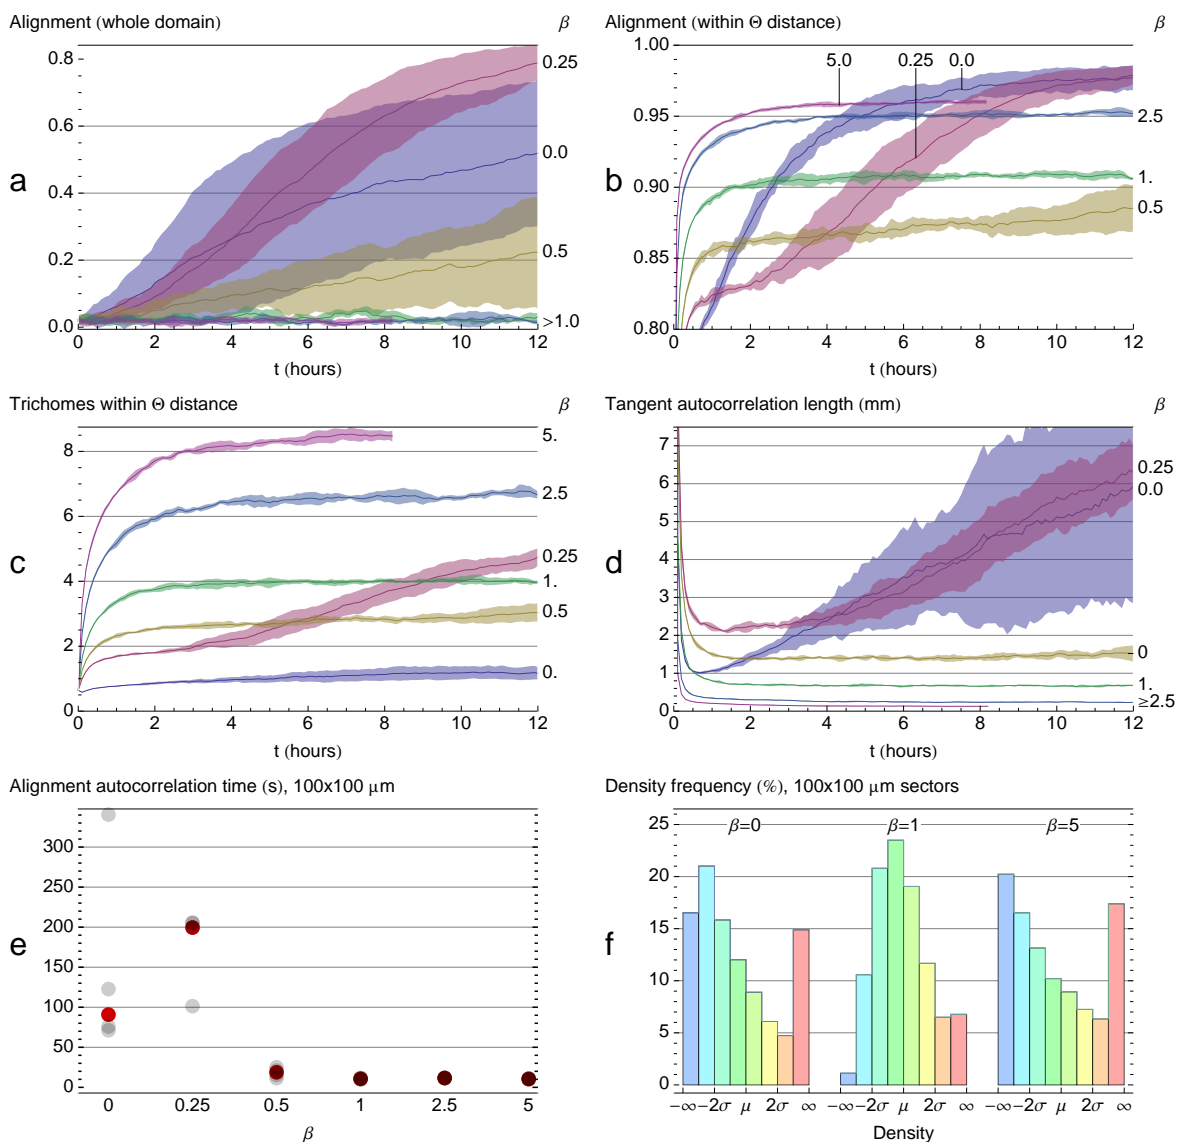 Alignment (whole domain) β
0.8
0.6
0.4
0.2
0.0
0.25
0.0
0.5
>1.0
a
0 2 4 6 8 10 12
t (hours)
Alignment (within Θ distance) β
1.00
0.95
0.90
0.85
0.80
5.0 0.25 0.0
2.5
1.
0.5
b
0 2 4 6 8 10 12
t (hours)
Trichomes within Θ distance β
8
6
4
2
0
5.
2.5
0.25
1.
0.5
0.
c
0 2 4 6 8 10 12
t (hours)
Tangent autocorrelation length (mm) β
7
6
5
4
3
2
1
0
0.25
0.0
0
1.
≥2.5
d
0 2 4 6 8 10 12
t (hours)
Alignment autocorrelation time (s), 100x100 μm
300
250
200
150
100
50
0
e
0 0.25 0.5 1 2.5 5
β
Density frequency (%), 100x100 μm sectors
25
20
15
10
5
0
β=0 β=1 β=5
f
−∞ −2σ μ 2σ ∞ −∞ −2σ μ 2σ ∞ −∞ −2σ μ 2σ ∞
Density